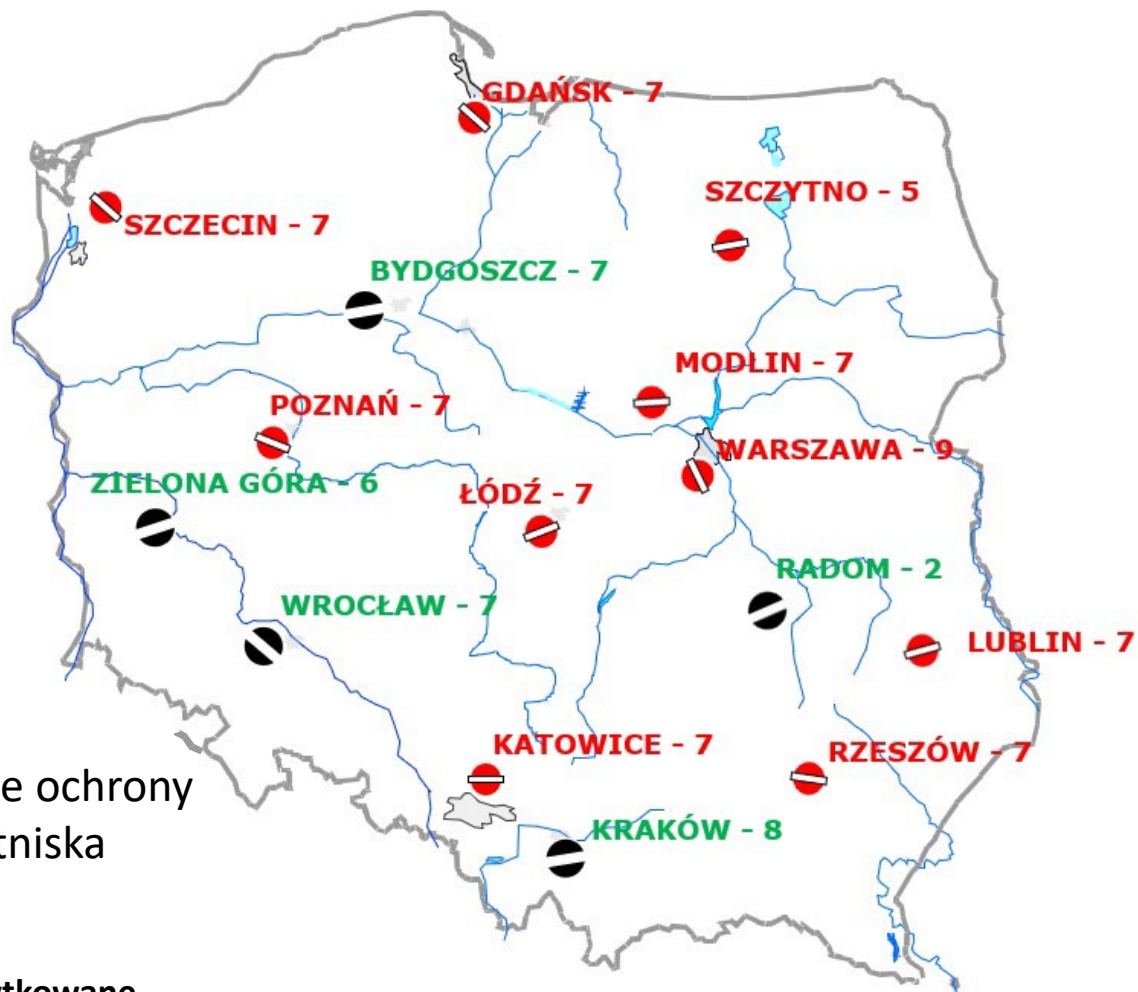 GDAŃSK - 7
SZCZYTNO - 5
SZCZECIN - 7
BYDGOSZCZ - 7
MODLIN - 7
POZNAŃ - 7
WARSZAWA - 9
ZIELONA GÓRA - 6
ŁÓDŹ - 7
RADOM - 2
WROCŁAW - 7
LUBLIN - 7
KATOWICE - 7
RZESZÓW - 7
e ochrony
tniska
KRAKÓW - 8